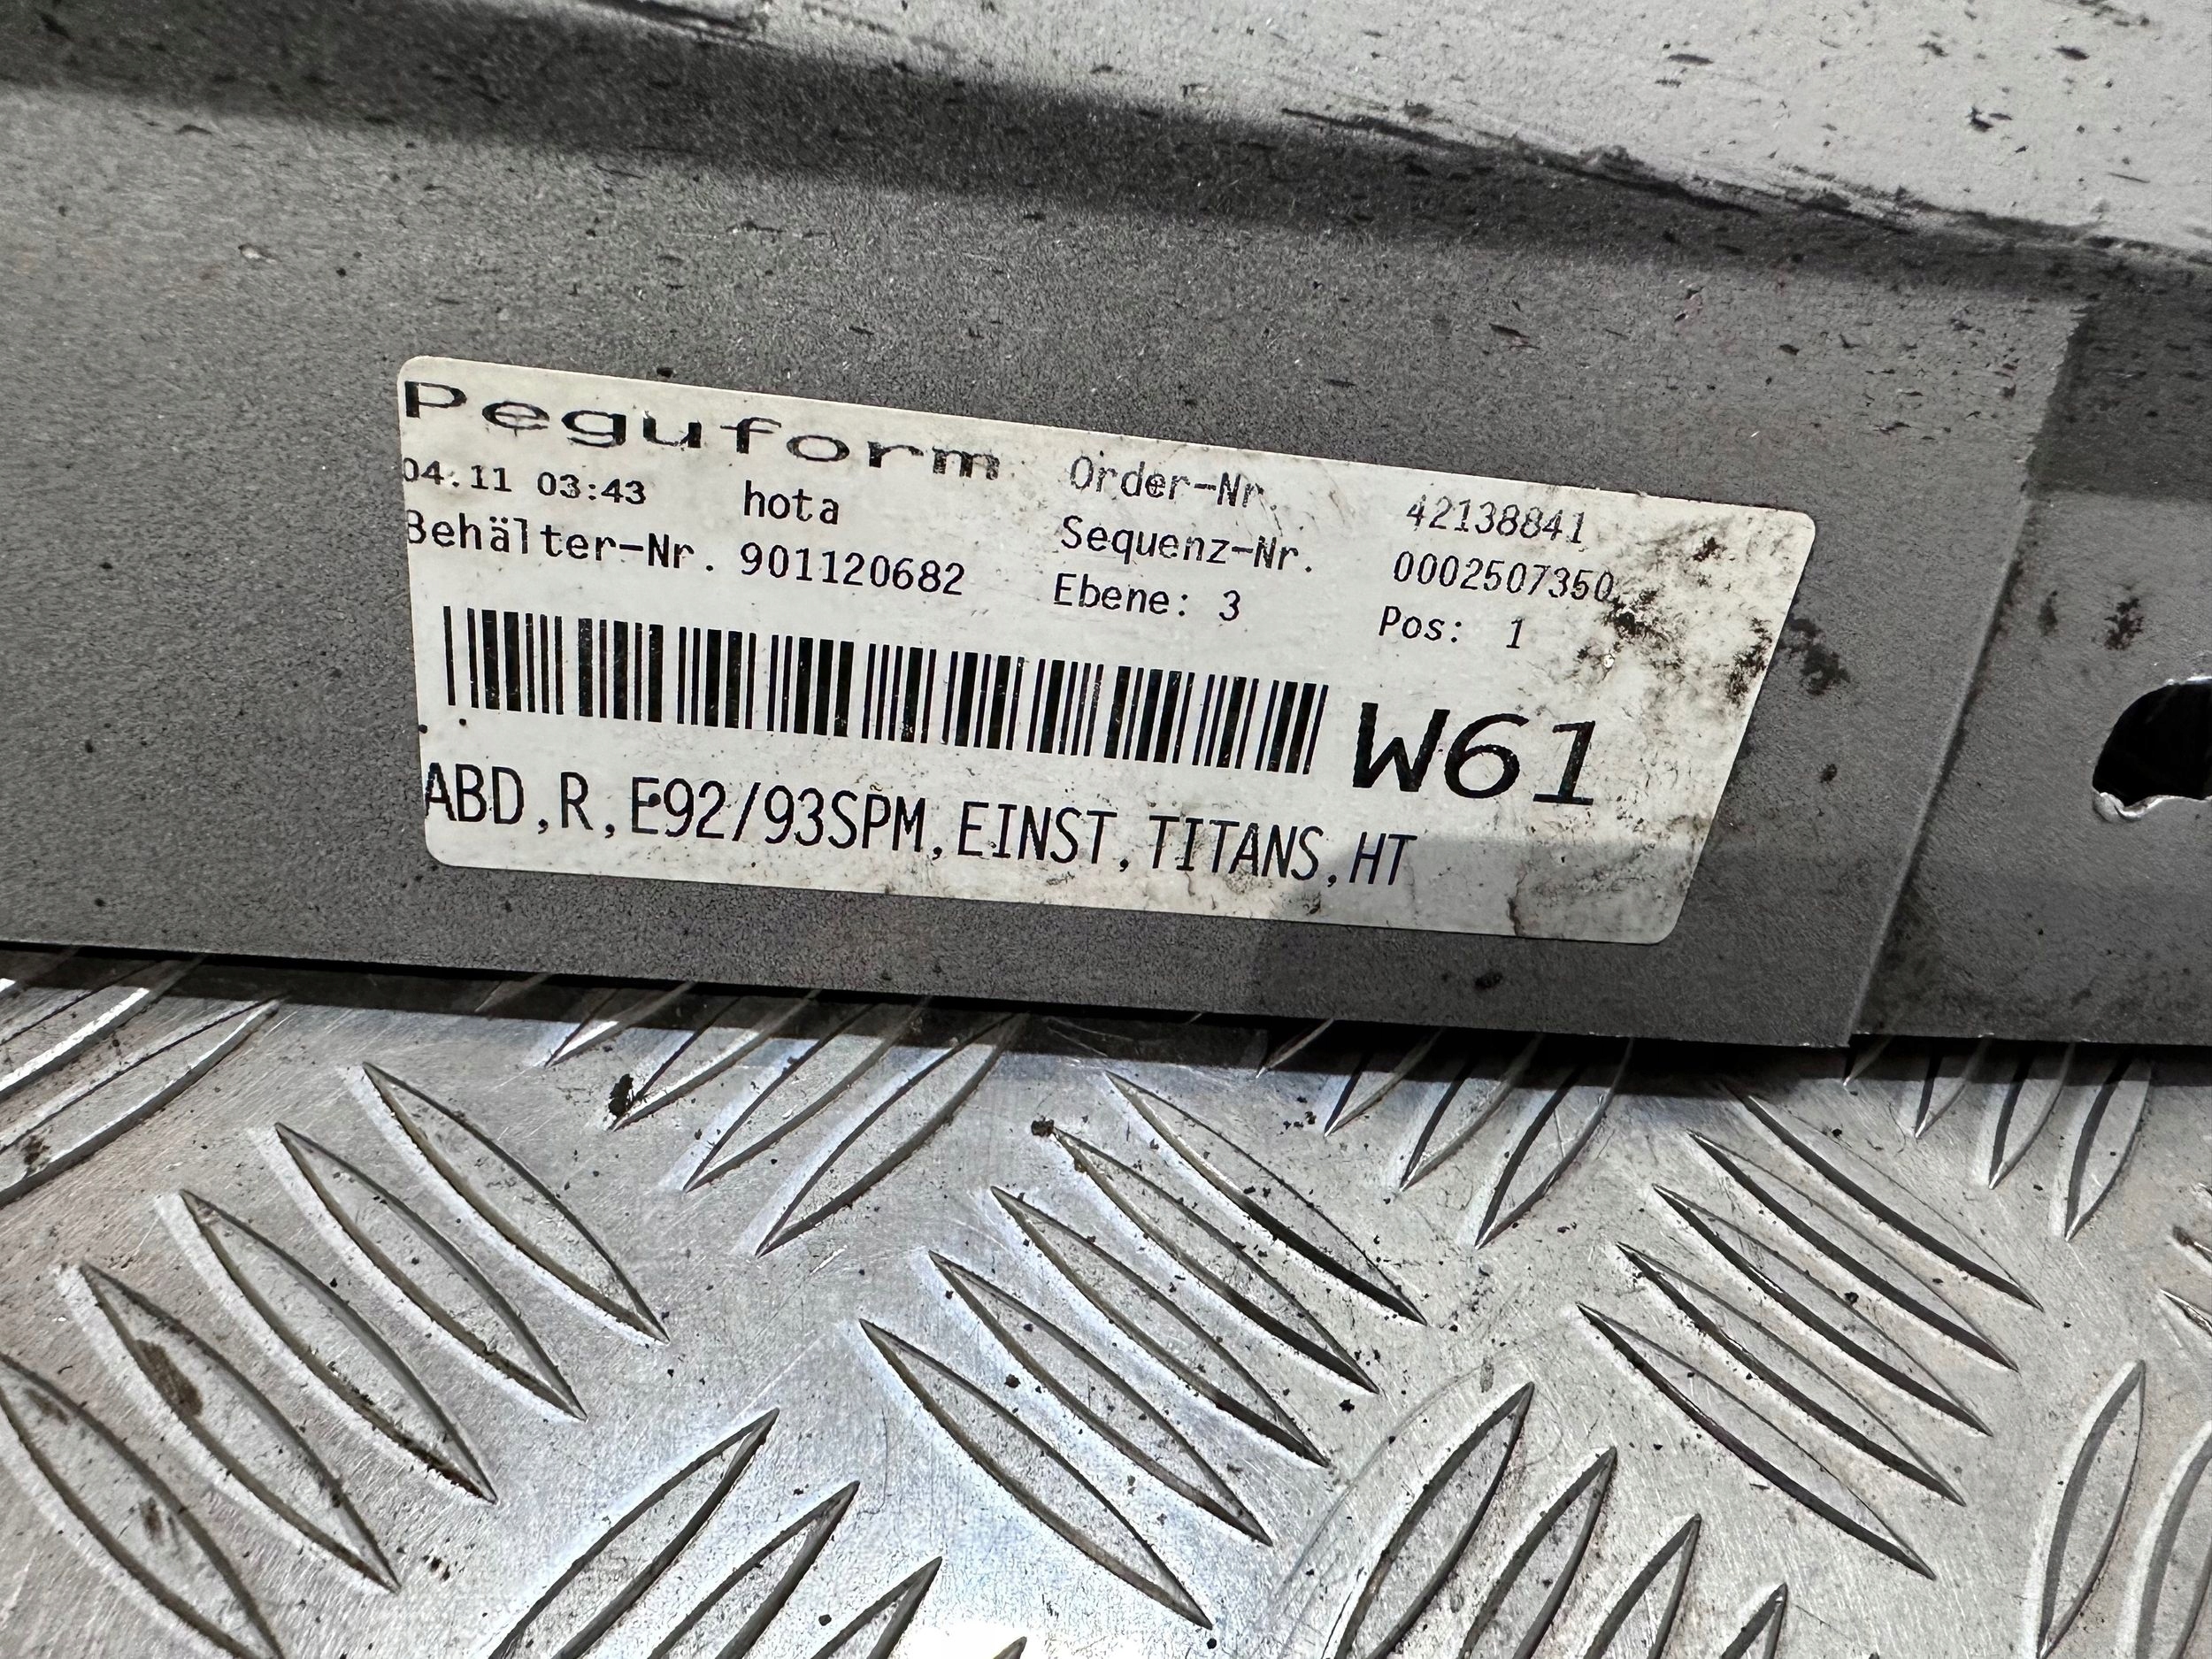 Peguform
04.11 03:43 hota Order-Nr. 42138841
Behälter-Nr. 901120682 Sequenz-Nr. 0002507350
Ebene: 3 Pos: 1
W61
ABD,R,E92/93SPM,EINST,TITANS,HT